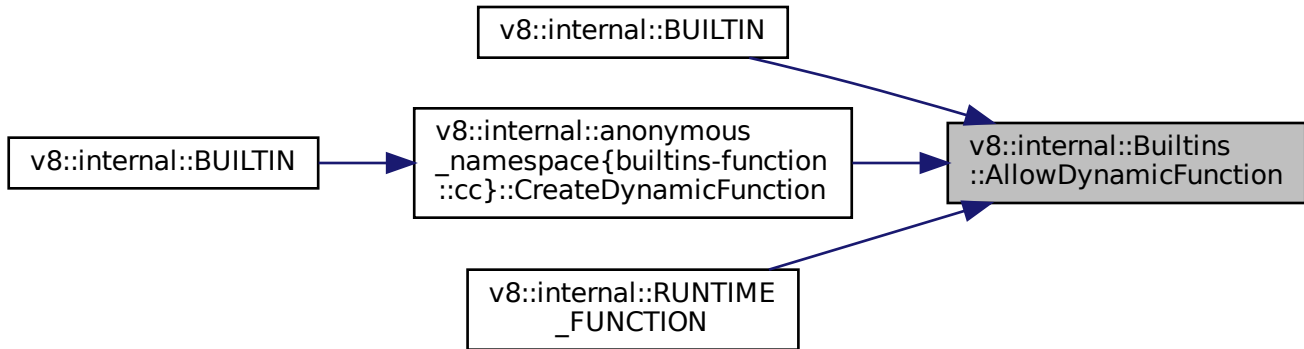 v8::internal::BUILTIN
v8::internal::BUILTIN
v8::internal::anonymous
_namespace{builtins-function
::cc}::CreateDynamicFunction
v8::internal::Builtins
::AllowDynamicFunction
v8::internal::RUNTIME
_FUNCTION